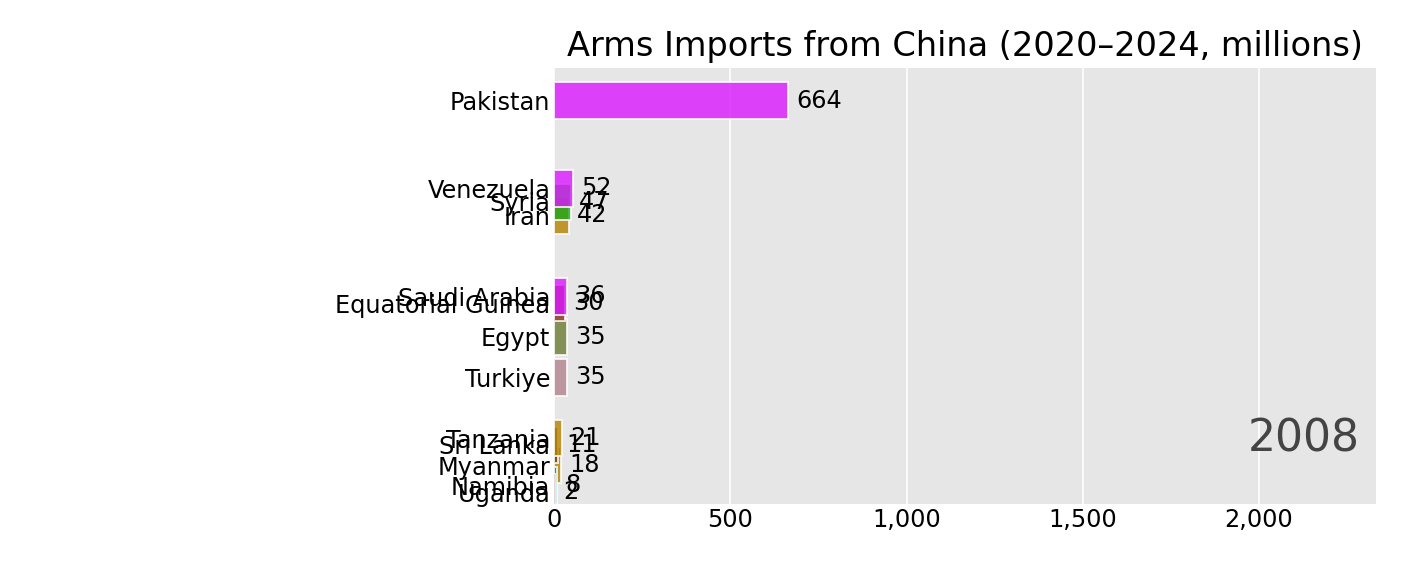 Arms Imports from China (2020–2024, millions)
Pakistan 664
Venezuela 52
Syria 47
Iran 42
Saudi Arabia 36
Equatorial Guinea 30
Egypt 35
Turkiye 35
Tanzania 21
Sri Lanka 11
Myanmar 18
Namibia 8
Uganda 2
2008
0 500 1,000 1,500 2,000